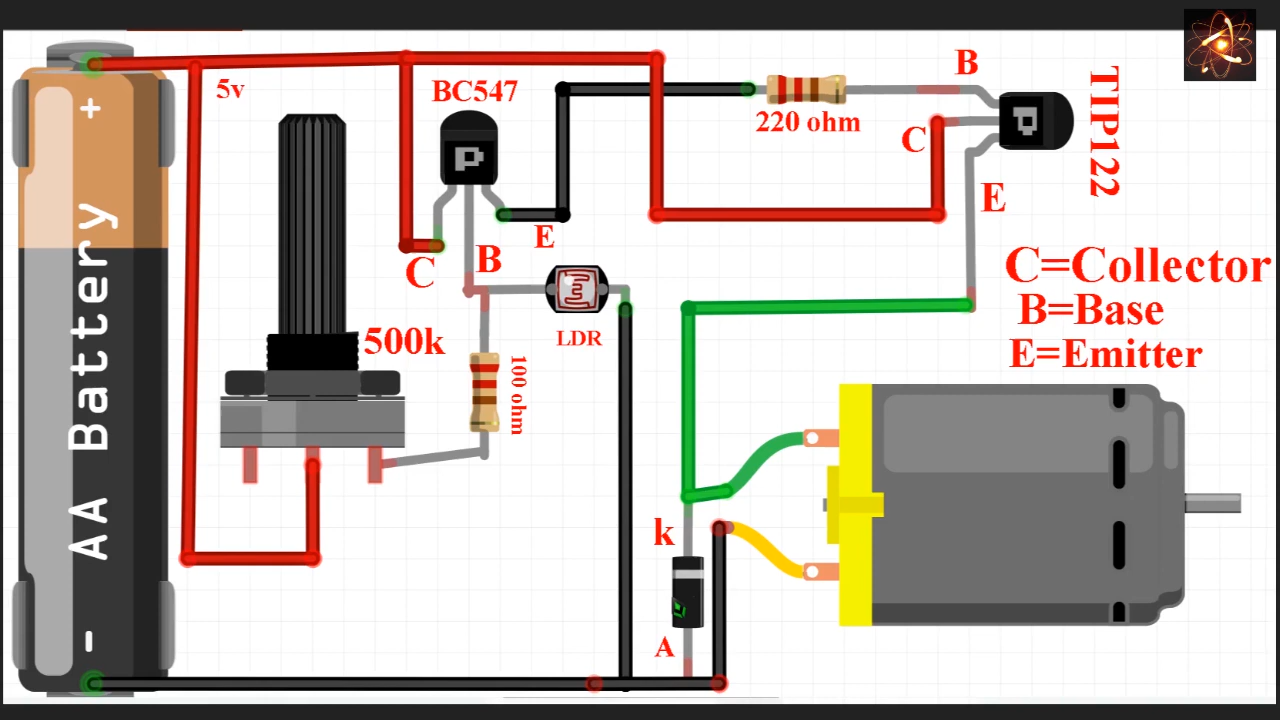 +
AA Battery
-
5v
BC547
P
C
B
E
220 ohm
B
C
E
P
TIP122
C=Collector
B=Base
E=Emitter
500k
100 ohm
LDR
k
A